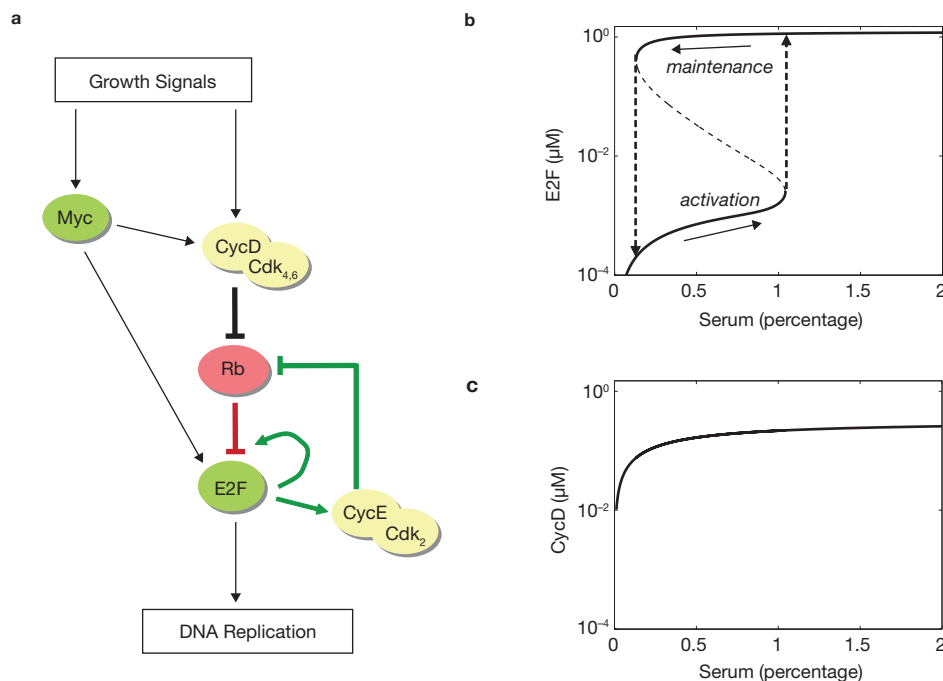 a
Growth Signals
Myc
CycD
Cdk4,6
Rb
E2F
CycE
Cdk2
DNA Replication
b
E2F (µM)
10^0
10^−2
10^−4
maintenance
activation
0 0.5 1 1.5 2
Serum (percentage)
c
CycD (µM)
10^0
10^−2
10^−4
0 0.5 1 1.5 2
Serum (percentage)